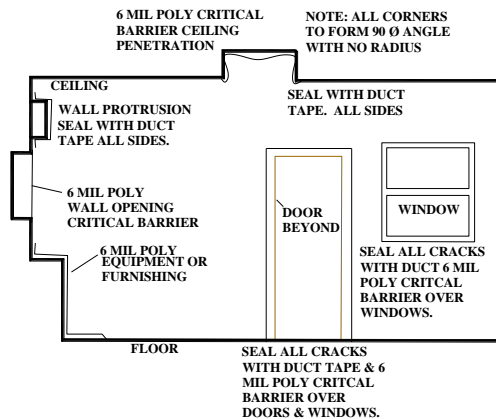 6 MIL POLY CRITICAL
BARRIER CEILING
PENETRATION
NOTE: ALL CORNERS
TO FORM 90 Ø ANGLE
WITH NO RADIUS
CEILING
WALL PROTRUSION
SEAL WITH DUCT
TAPE ALL SIDES.
SEAL WITH DUCT
TAPE. ALL SIDES
6 MIL POLY
WALL OPENING
CRITICAL BARRIER
DOOR
BEYOND
WINDOW
6 MIL POLY
EQUIPMENT OR
FURNISHING
SEAL ALL CRACKS
WITH DUCT 6 MIL
POLY CRITCAL
BARRIER OVER
WINDOWS.
FLOOR
SEAL ALL CRACKS
WITH DUCT TAPE & 6
MIL POLY CRITCAL
BARRIER OVER
DOORS & WINDOWS.